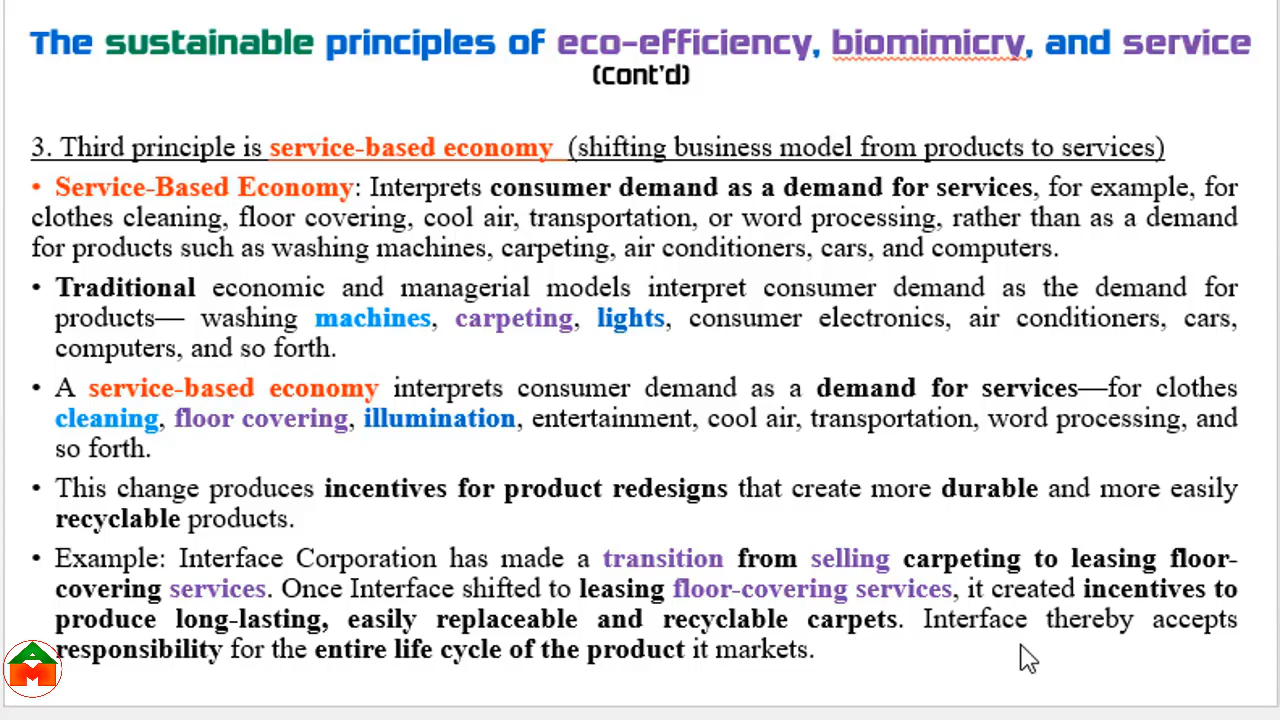 The sustainable principles of eco-efficiency, biomimicry, and service
(Cont'd)
3. Third principle is service-based economy (shifting business model from products to services)
• Service-Based Economy: Interprets consumer demand as a demand for services, for example, for
clothes cleaning, floor covering, cool air, transportation, or word processing, rather than as a demand
for products such as washing machines, carpeting, air conditioners, cars, and computers.
• Traditional economic and managerial models interpret consumer demand as the demand for
products— washing machines, carpeting, lights, consumer electronics, air conditioners, cars,
computers, and so forth.
• A service-based economy interprets consumer demand as a demand for services—for clothes
cleaning, floor covering, illumination, entertainment, cool air, transportation, word processing, and
so forth.
• This change produces incentives for product redesigns that create more durable and more easily
recyclable products.
• Example: Interface Corporation has made a transition from selling carpeting to leasing floor-
covering services. Once Interface shifted to leasing floor-covering services, it created incentives to
produce long-lasting, easily replaceable and recyclable carpets. Interface thereby accepts
responsibility for the entire life cycle of the product it markets.
AM